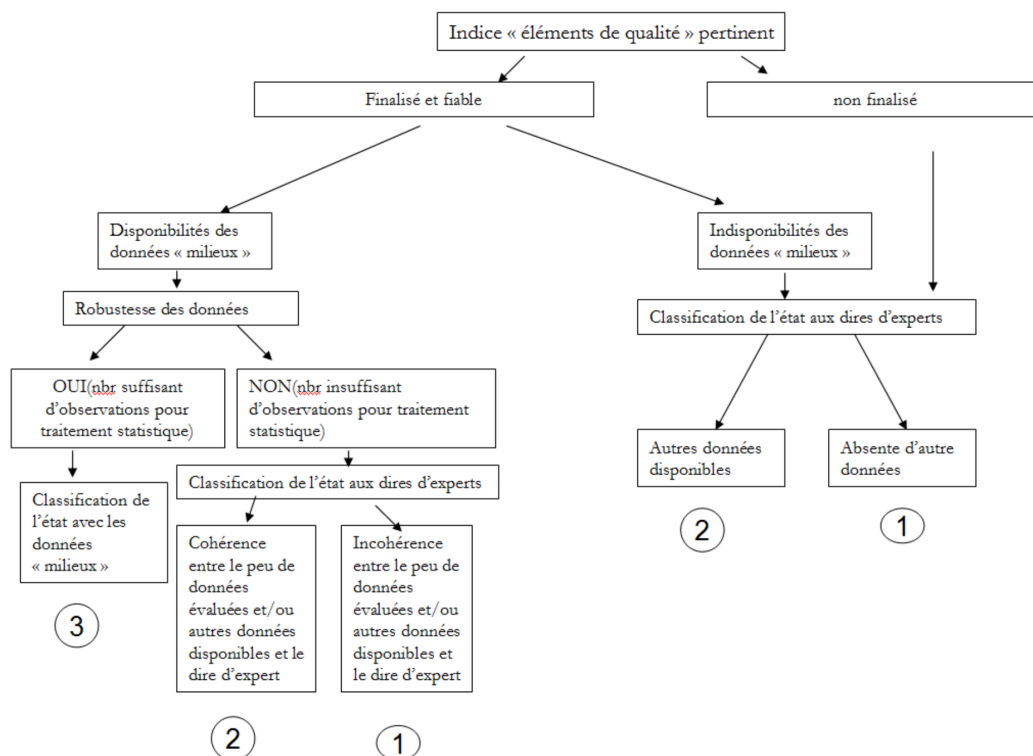 Indice « éléments de qualité » pertinent
Finalisé et fiable
non finalisé
Disponibilités des
données « milieux »
Indisponibilités des
données « milieux »
Robustesse des données
Classification de l'état aux dires d'experts
OUI(nbr suffisant
d'observations pour
traitement statistique)
NON(nbr insuffisant
d'observations pour traitement
statistique)
Autres données
disponibles
Absente d'autre
données
Classification de l'état aux dires d'experts
Classification de
l'état avec les
données
« milieux »
2
1
Cohérence
entre le peu de
données
évaluées et/ou
autres données
disponibles et le
dire d'expert
Incohérence
entre le peu de
données
évaluées et/ou
autres données
disponibles et
le dire d'expert
3
2
1